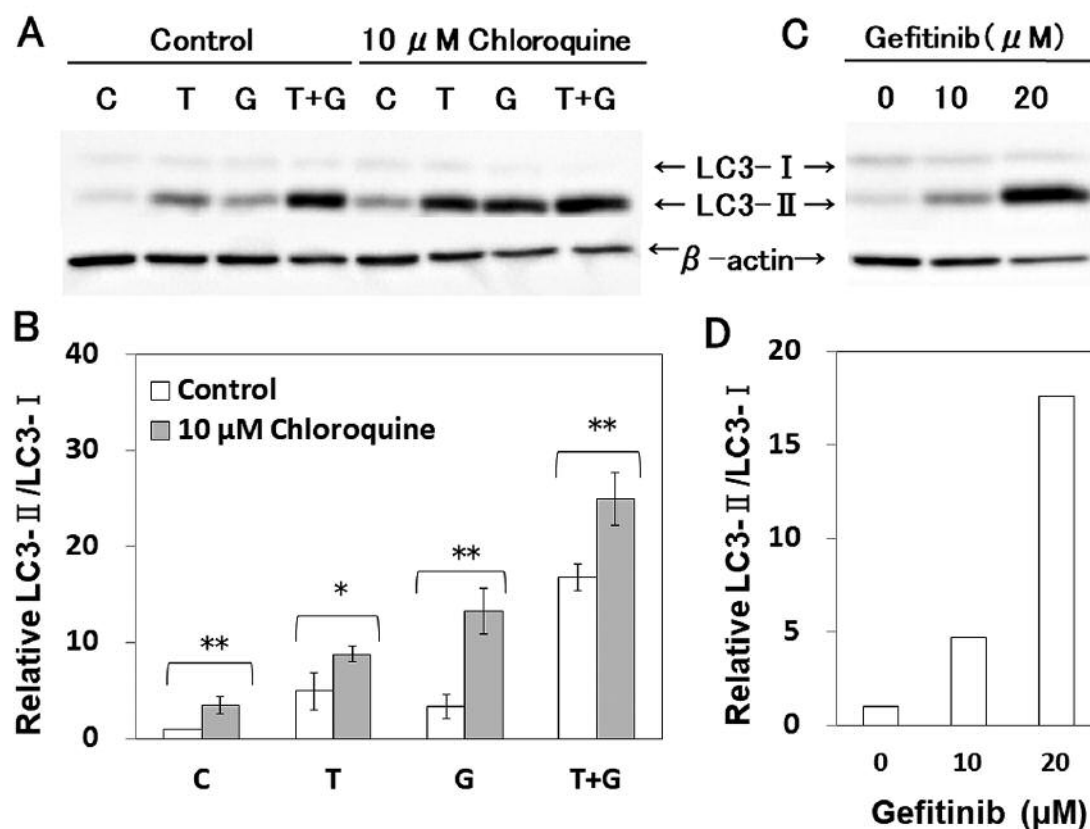 A
Control
10 μM Chloroquine
C T G T+G C T G T+G
C
Gefitinib(μM)
0 10 20
← LC3-Ⅰ →
← LC3-Ⅱ →
← β-actin→
B
Relative LC3-Ⅱ/LC3-Ⅰ
40
30
20
10
0
Control
10 μM Chloroquine
**
*
**
**
C T G T+G
D
Relative LC3-Ⅱ/LC3-Ⅰ
20
15
10
5
0
0 10 20
Gefitinib (μM)